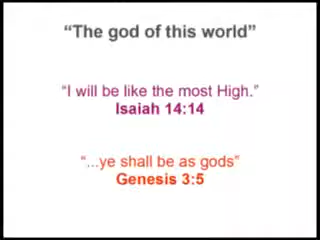 “The god of this world”
“I will be like the most High.”
Isaiah 14:14
“...ye shall be as gods”
Genesis 3:5